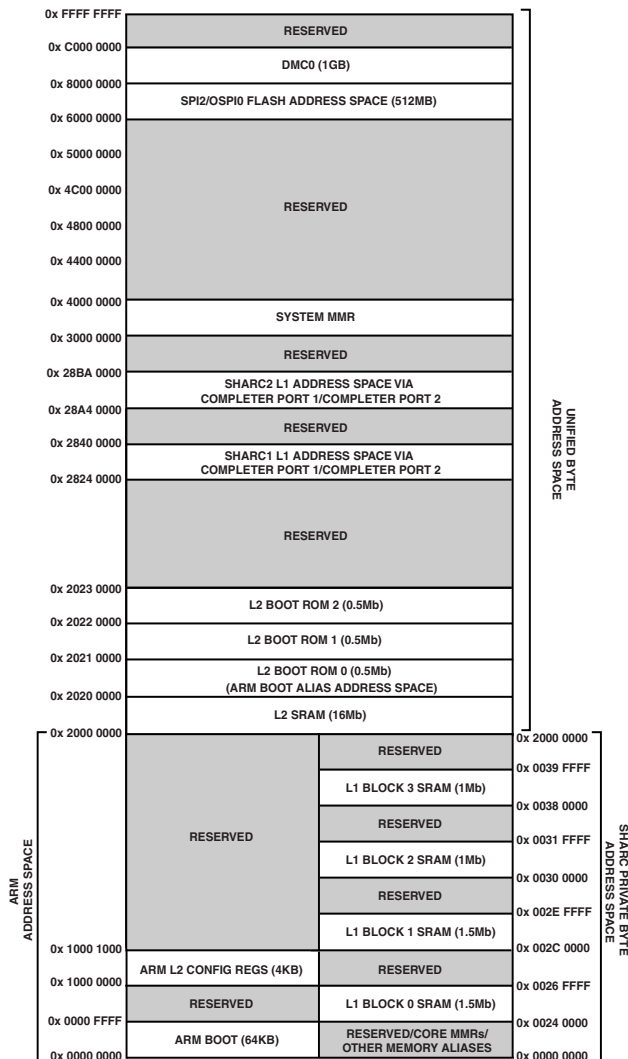 0x FFFF FFFF
RESERVED
0x C000 0000
DMC0 (1GB)
0x 8000 0000
SPI2/OSPI0 FLASH ADDRESS SPACE (512MB)
0x 6000 0000
0x 5000 0000
0x 4C00 0000
RESERVED
0x 4800 0000
0x 4400 0000
0x 4000 0000
SYSTEM MMR
0x 3000 0000
RESERVED
0x 28BA 0000
SHARC2 L1 ADDRESS SPACE VIA
COMPLETER PORT 1/COMPLETER PORT 2
0x 28A4 0000
RESERVED
0x 2840 0000
SHARC1 L1 ADDRESS SPACE VIA
COMPLETER PORT 1/COMPLETER PORT 2
0x 2824 0000
RESERVED
0x 2023 0000
L2 BOOT ROM 2 (0.5Mb)
0x 2022 0000
L2 BOOT ROM 1 (0.5Mb)
0x 2021 0000
L2 BOOT ROM 0 (0.5Mb)
(ARM BOOT ALIAS ADDRESS SPACE)
0x 2020 0000
L2 SRAM (16Mb)
0x 2000 0000
UNIFIED BYTE
ADDRESS SPACE
ARM
ADDRESS SPACE
RESERVED
0x 1000 1000
ARM L2 CONFIG REGS (4KB)
0x 1000 0000
RESERVED
0x 0000 FFFF
ARM BOOT (64KB)
0x 0000 0000
0x 2000 0000
RESERVED
0x 0039 FFFF
L1 BLOCK 3 SRAM (1Mb)
0x 0038 0000
RESERVED
0x 0031 FFFF
L1 BLOCK 2 SRAM (1Mb)
0x 0030 0000
RESERVED
0x 002E FFFF
L1 BLOCK 1 SRAM (1.5Mb)
0x 002C 0000
RESERVED
0x 0026 FFFF
L1 BLOCK 0 SRAM (1.5Mb)
0x 0024 0000
RESERVED/CORE MMRs/
OTHER MEMORY ALIASES
0x 0000 0000
SHARC PRIVATE BYTE
ADDRESS SPACE